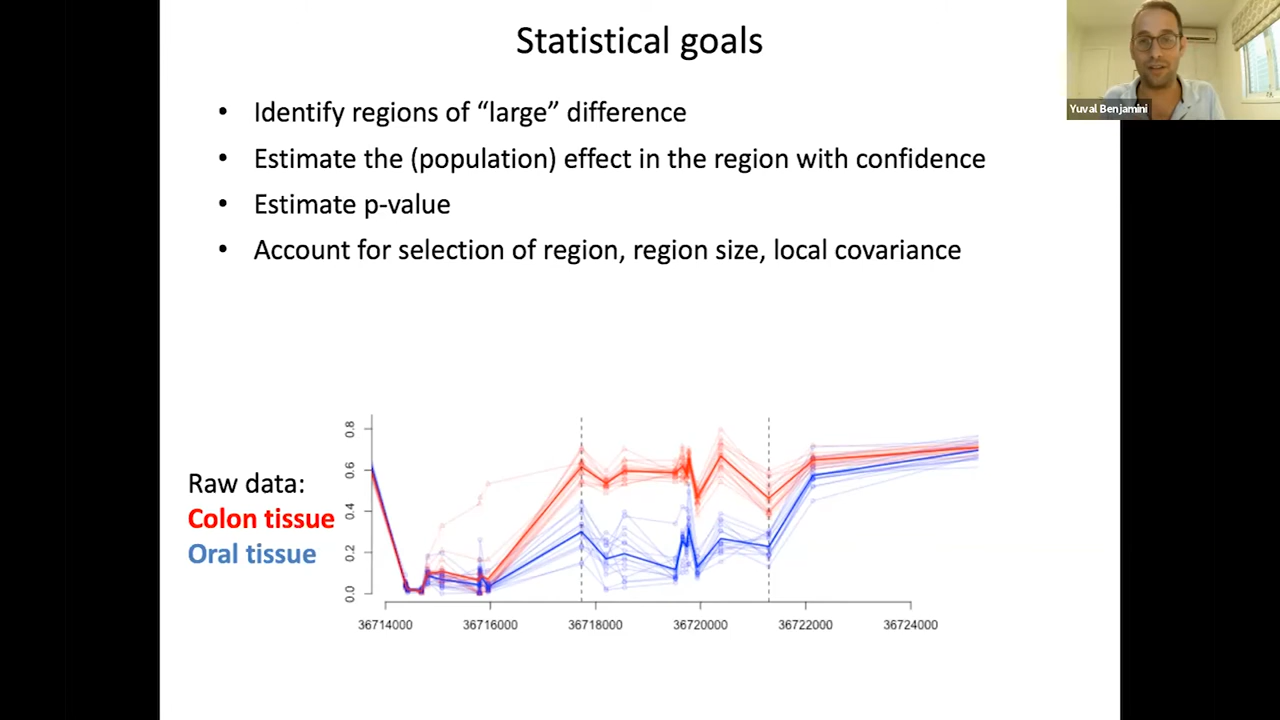 Statistical goals
Yuval Benjamini
• Identify regions of “large” difference
• Estimate the (population) effect in the region with confidence
• Estimate p-value
• Account for selection of region, region size, local covariance
Raw data:
Colon tissue
Oral tissue
0.8
0.6
0.4
0.2
0.0
36714000 36716000 36718000 36720000 36722000 36724000